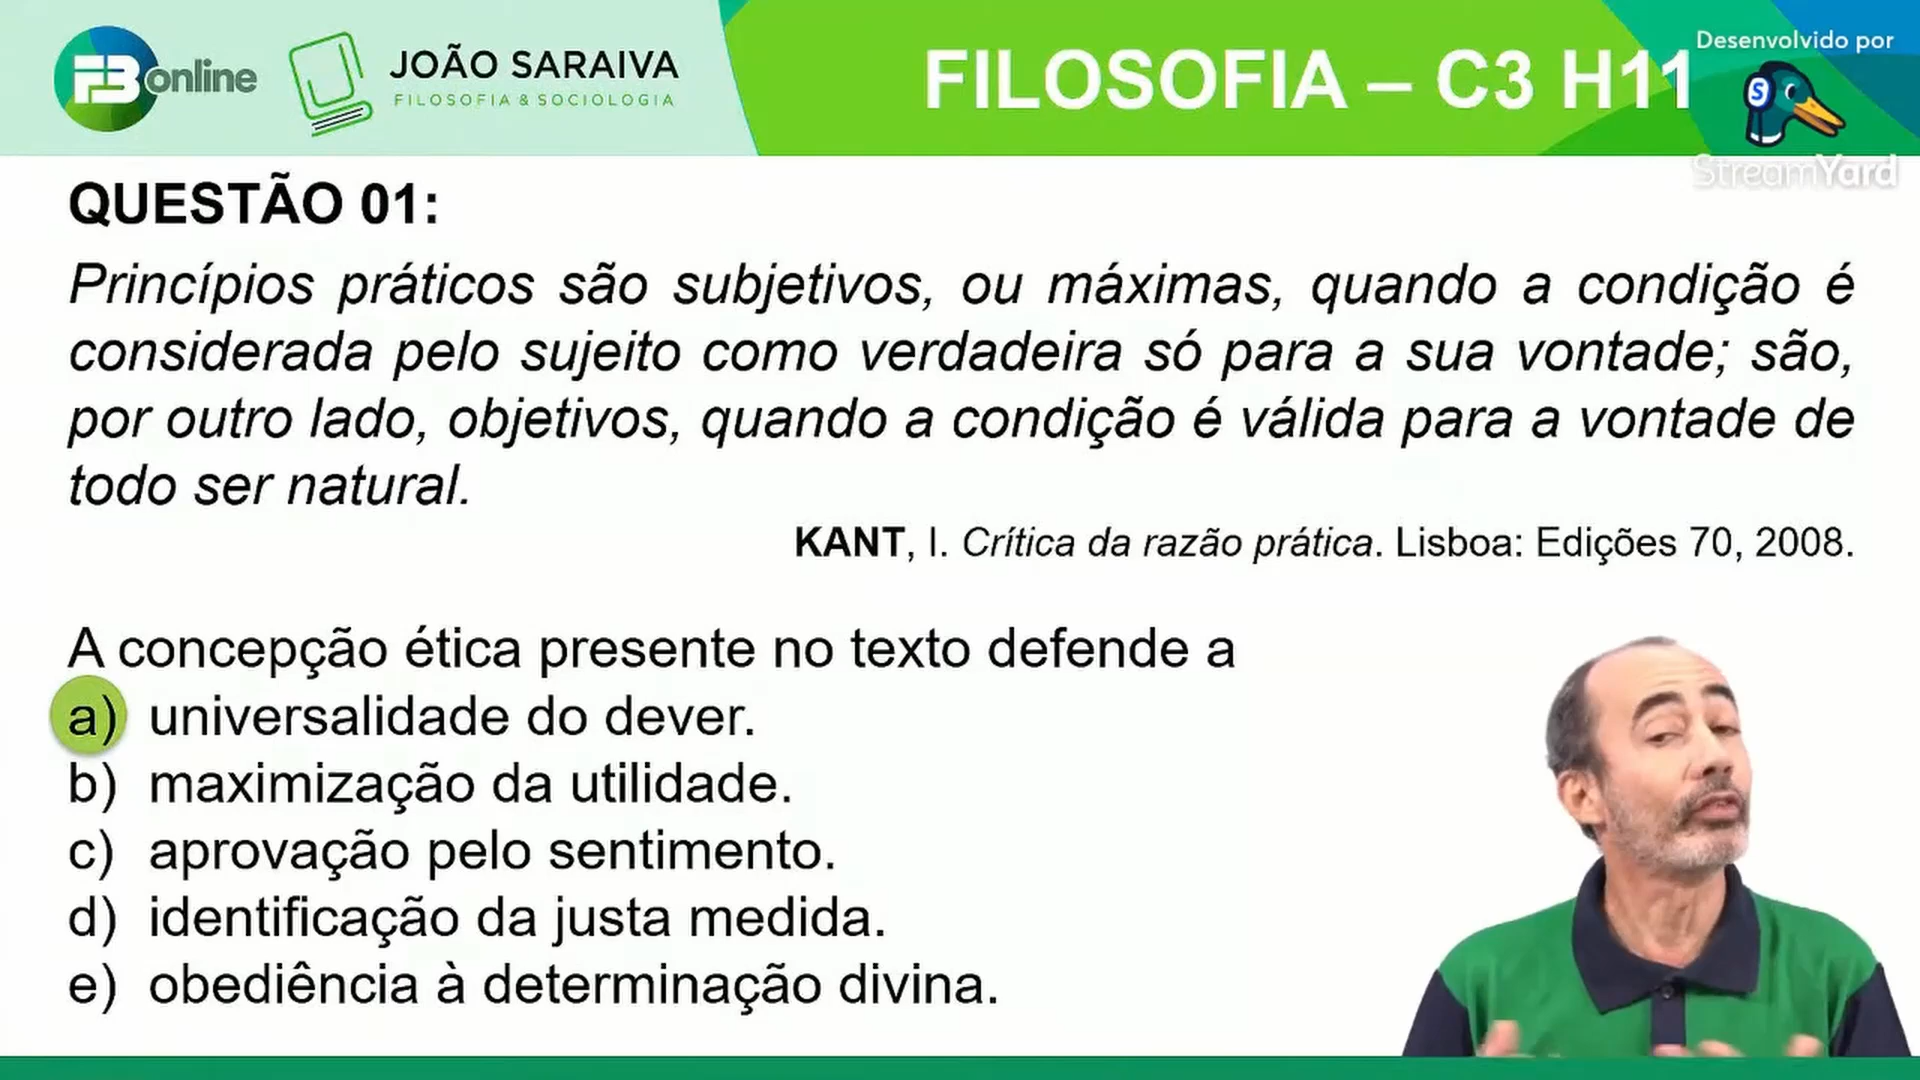 FB online
JOÃO SARAIVA
FILOSOFIA & SOCIOLOGIA
FILOSOFIA – C3 H11
Desenvolvido por
S
StreamYard
QUESTÃO 01:
Princípios práticos são subjetivos, ou máximas, quando a condição é
considerada pelo sujeito como verdadeira só para a sua vontade; são,
por outro lado, objetivos, quando a condição é válida para a vontade de
todo ser natural.
KANT, I. Crítica da razão prática. Lisboa: Edições 70, 2008.
A concepção ética presente no texto defende a
a) universalidade do dever.
b) maximização da utilidade.
c) aprovação pelo sentimento.
d) identificação da justa medida.
e) obediência à determinação divina.